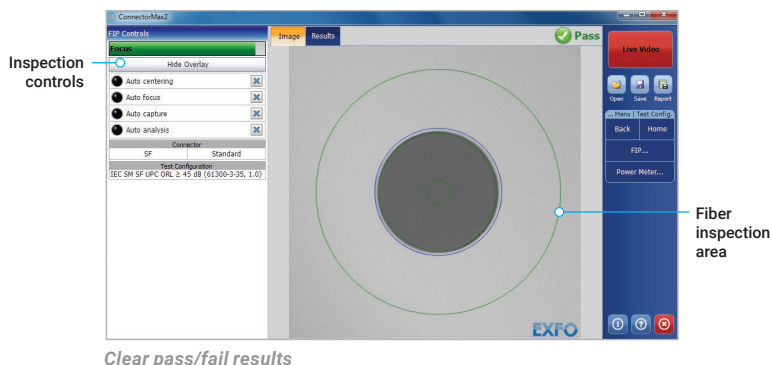 ConnectorMax2
FIP Controls
Focus
Hide Overlay
Auto centering
Auto focus
Auto capture
Auto analysis
Connector
SF Standard
Test Configuration
IEC SM SF UPC ORL ≥ 45 dB (61300-3-35, 1.0)
Image Results
Pass
EXFO
Live Video
Open Save Report
... Menu | Test Config.
Back Home
FIP...
Power Meter...
Inspection
controls
Fiber
inspection
area
Clear pass/fail results